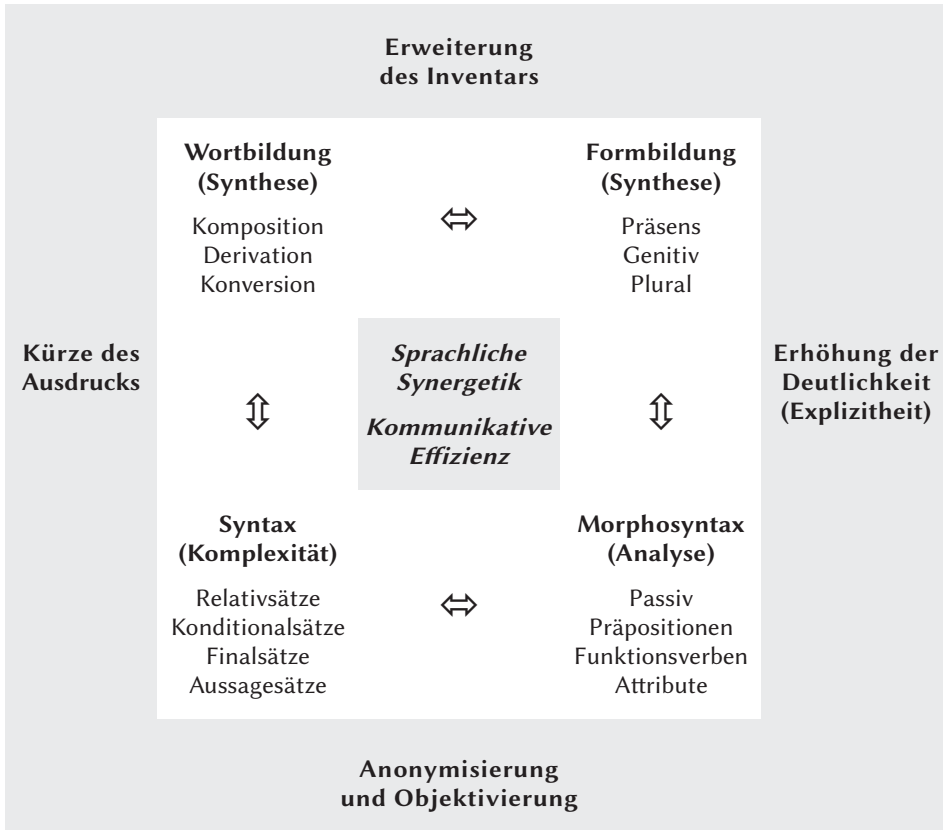 Erweiterung
des Inventars
Wortbildung
(Synthese)
Komposition
Derivation
Konversion
Formbildung
(Synthese)
Präsens
Genitiv
Plural
Kürze des
Ausdrucks
Sprachliche
Synergetik
Kommunikative
Effizienz
Erhöhung der
Deutlichkeit
(Explizitheit)
Syntax
(Komplexität)
Relativsätze
Konditionalsätze
Finalsätze
Aussagesätze
Morphosyntax
(Analyse)
Passiv
Präpositionen
Funktionsverben
Attribute
Anonymisierung
und Objektivierung